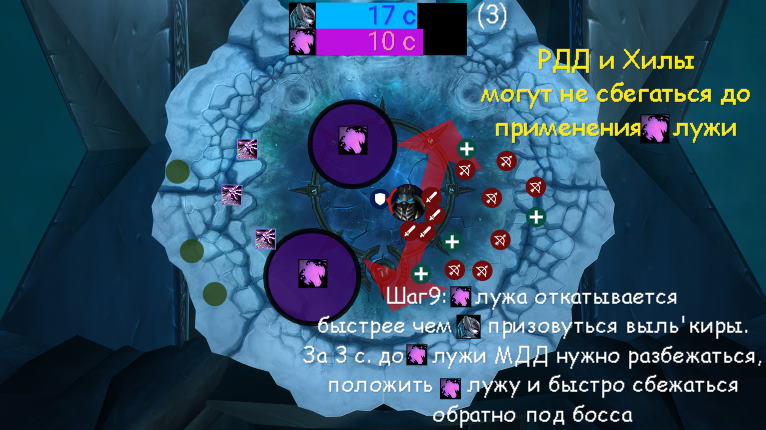 17 с
(3)
10 с
РДД и Хилы
могут не сбегаться до
применения лужи
Шаг9: лужа откатывается
быстрее чем призовуться выль'киры.
За 3 с. до лужи МДД нужно разбежаться,
положить лужу и быстро сбежаться
обратно под босса